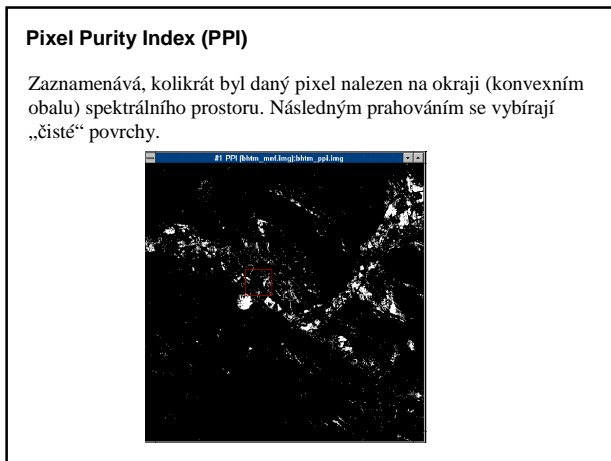 Pixel Purity Index (PPI)
Zaznamenává, kolikrát byl daný pixel nalezen na okraji (konvexním
obalu) spektrálního prostoru. Následným prahováním se vybírají
„čisté“ povrchy.
#1 PPI (bhtm_mnf.img):bhtm_ppi.img